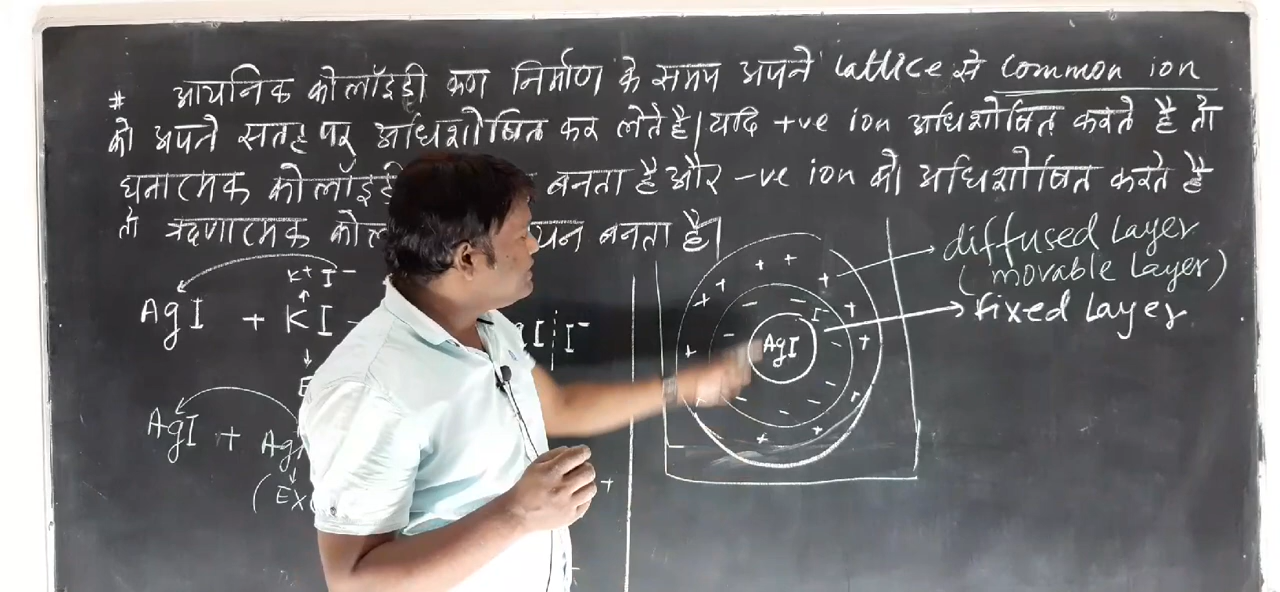 # आयनिक कोलॉइडी कण निर्माण के समय अपने lattice से common ion
को अपने सतह पर अधिशोषित कर लेते है। यदि +ve ion अधिशोषित करते है तो
धनात्मक कोलॉइडी बनता है और -ve ion को अधिशोषित करते है
तो ऋणात्मक बनता है।
K+ I-
AgI + KI
I I-
AgI +
+
AgI
I-
diffused Layer
(movable Layer)
fixed Layer